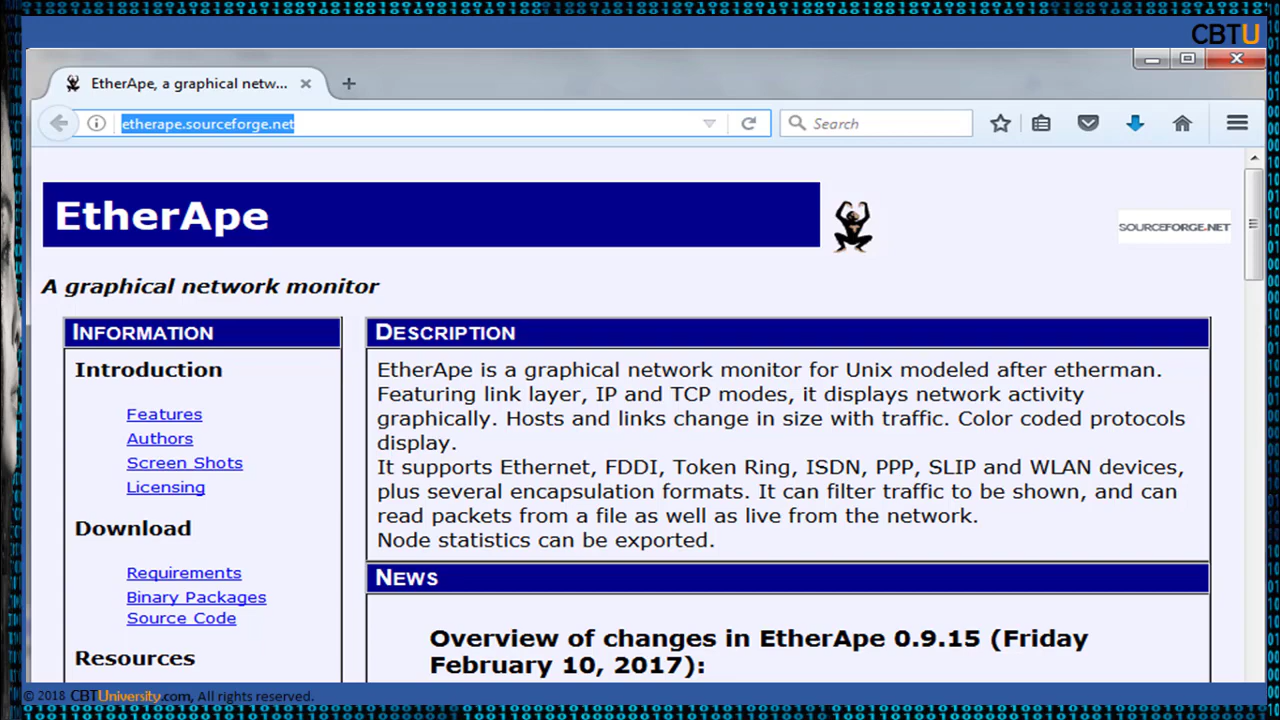 CBTU
EtherApe, a graphical netw...
etherape.sourceforge.net
Search
EtherApe
SOURCEFORGE.NET
A graphical network monitor
INFORMATION
Introduction
Features
Authors
Screen Shots
Licensing
Download
Requirements
Binary Packages
Source Code
Resources
DESCRIPTION
EtherApe is a graphical network monitor for Unix modeled after etherman.
Featuring link layer, IP and TCP modes, it displays network activity
graphically. Hosts and links change in size with traffic. Color coded protocols
display.
It supports Ethernet, FDDI, Token Ring, ISDN, PPP, SLIP and WLAN devices,
plus several encapsulation formats. It can filter traffic to be shown, and can
read packets from a file as well as live from the network.
Node statistics can be exported.
NEWS
Overview of changes in EtherApe 0.9.15 (Friday
February 10, 2017):
© 2018 CBTUniversity.com, All rights reserved.